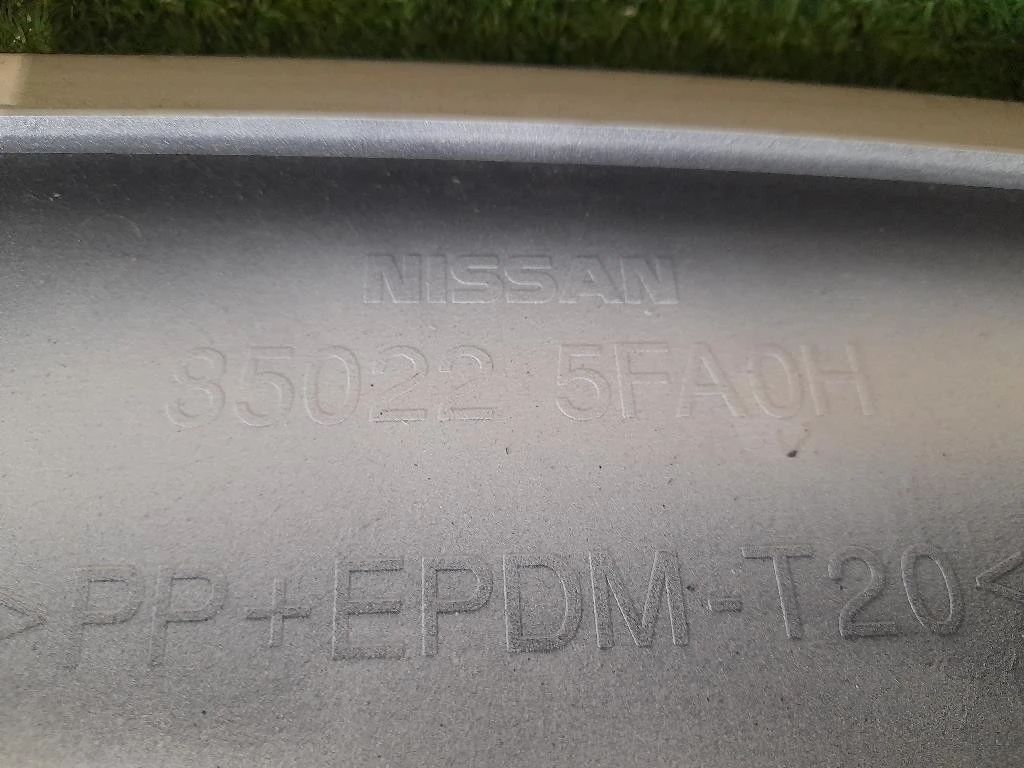 NISSAN
85022 5FA0H
>PP+EPDM-T20<